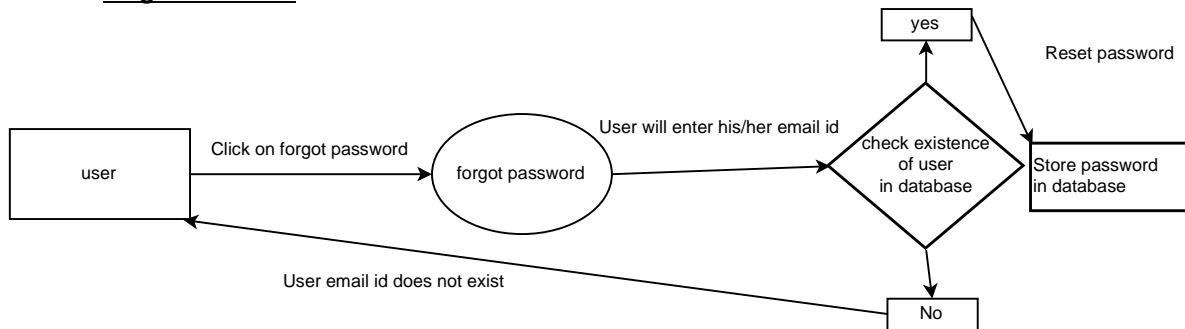 yes
Reset password
User will enter his/her email id
Click on forgot password
user
forgot password
check existence
of user
in database
Store password
in database
User email id does not exist
No